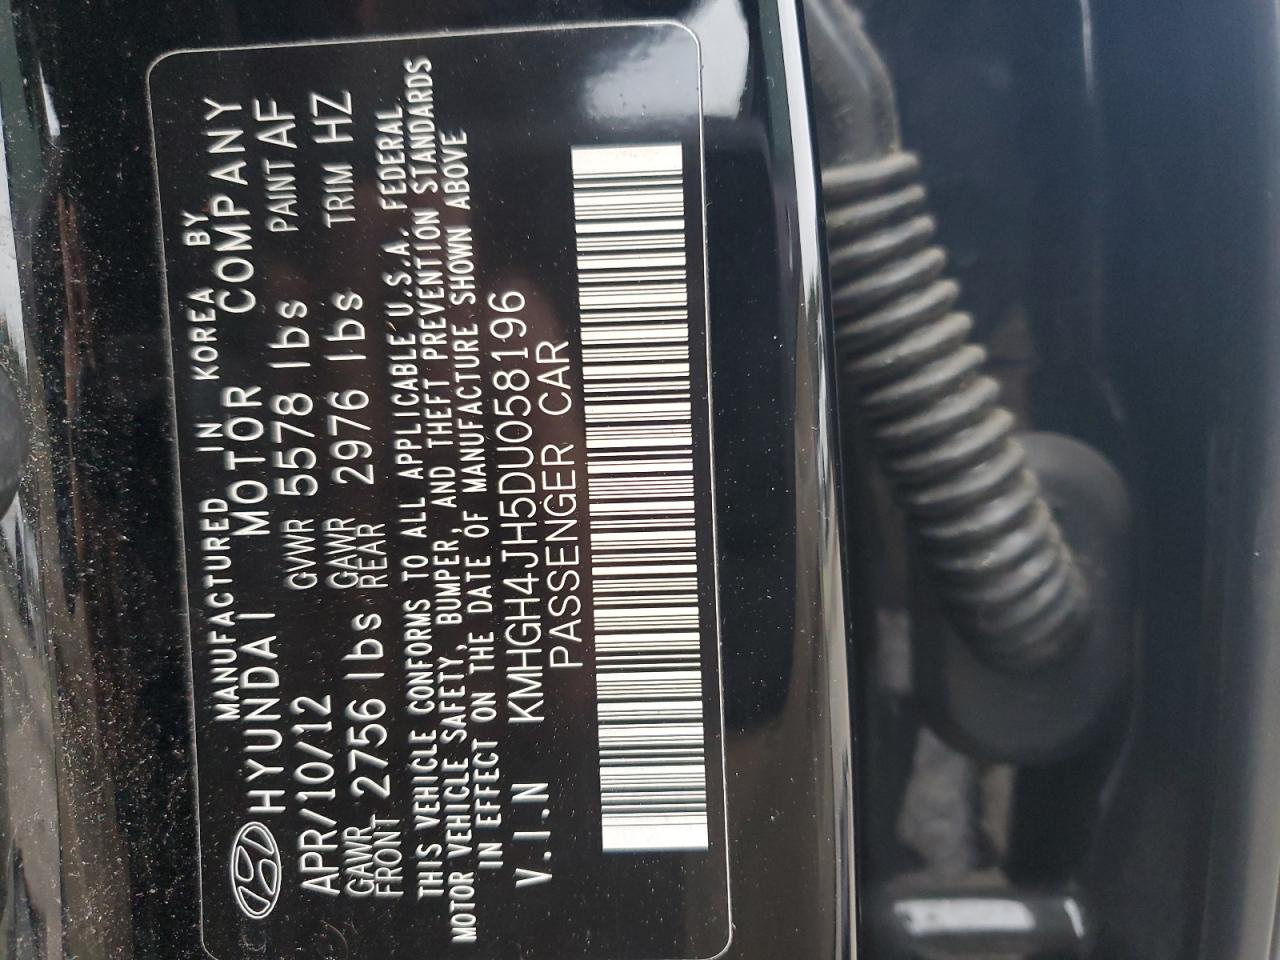 MANUFACTURED IN KOREA BY
HYUNDAI MOTOR COMPANY
APR/10/12 GVWR 5578 lbs PAINT AF
GAWR FRONT 2756 lbs GAWR REAR 2976 lbs TRIM HZ
THIS VEHICLE CONFORMS TO ALL APPLICABLE U.S.A. FEDERAL
MOTOR VEHICLE SAFETY, BUMPER, AND THEFT PREVENTION STANDARDS
IN EFFECT ON THE DATE OF MANUFACTURE SHOWN ABOVE
V.I.N KMHGH4JH5DU058196
PASSENGER CAR